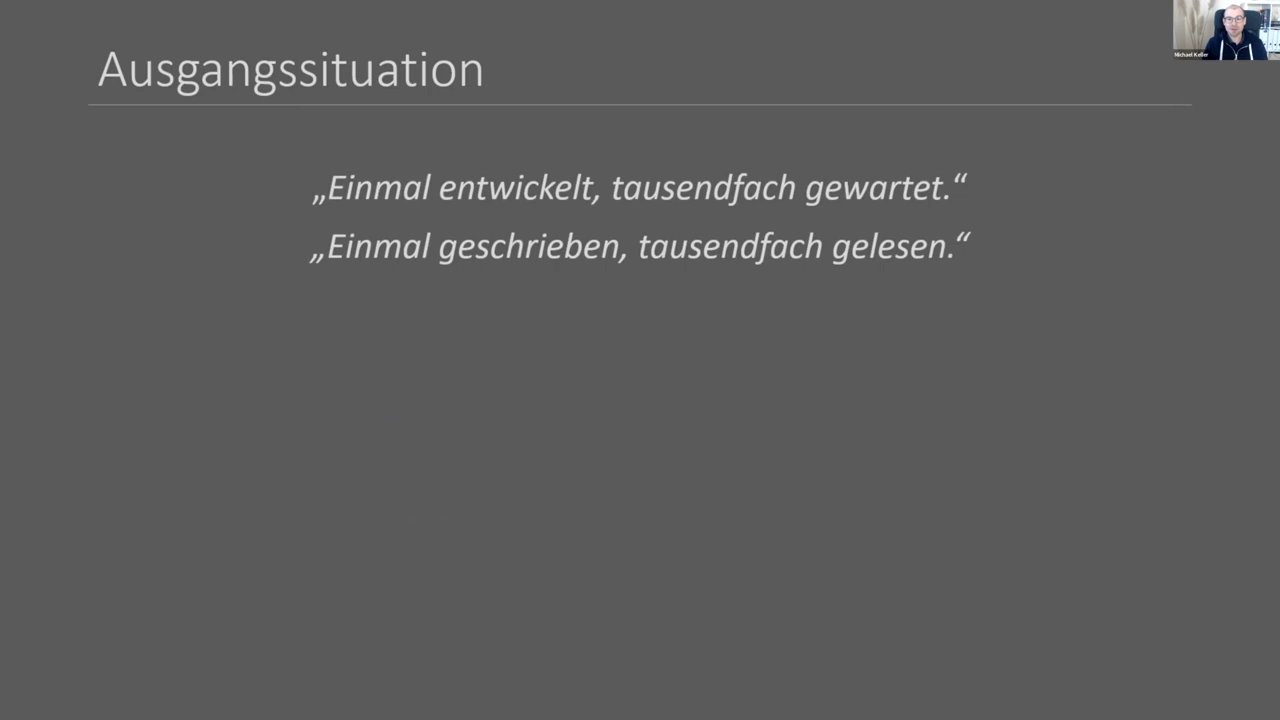 Ausgangssituation
„Einmal entwickelt, tausendfach gewartet.“
„Einmal geschrieben, tausendfach gelesen.“
Michael Keller